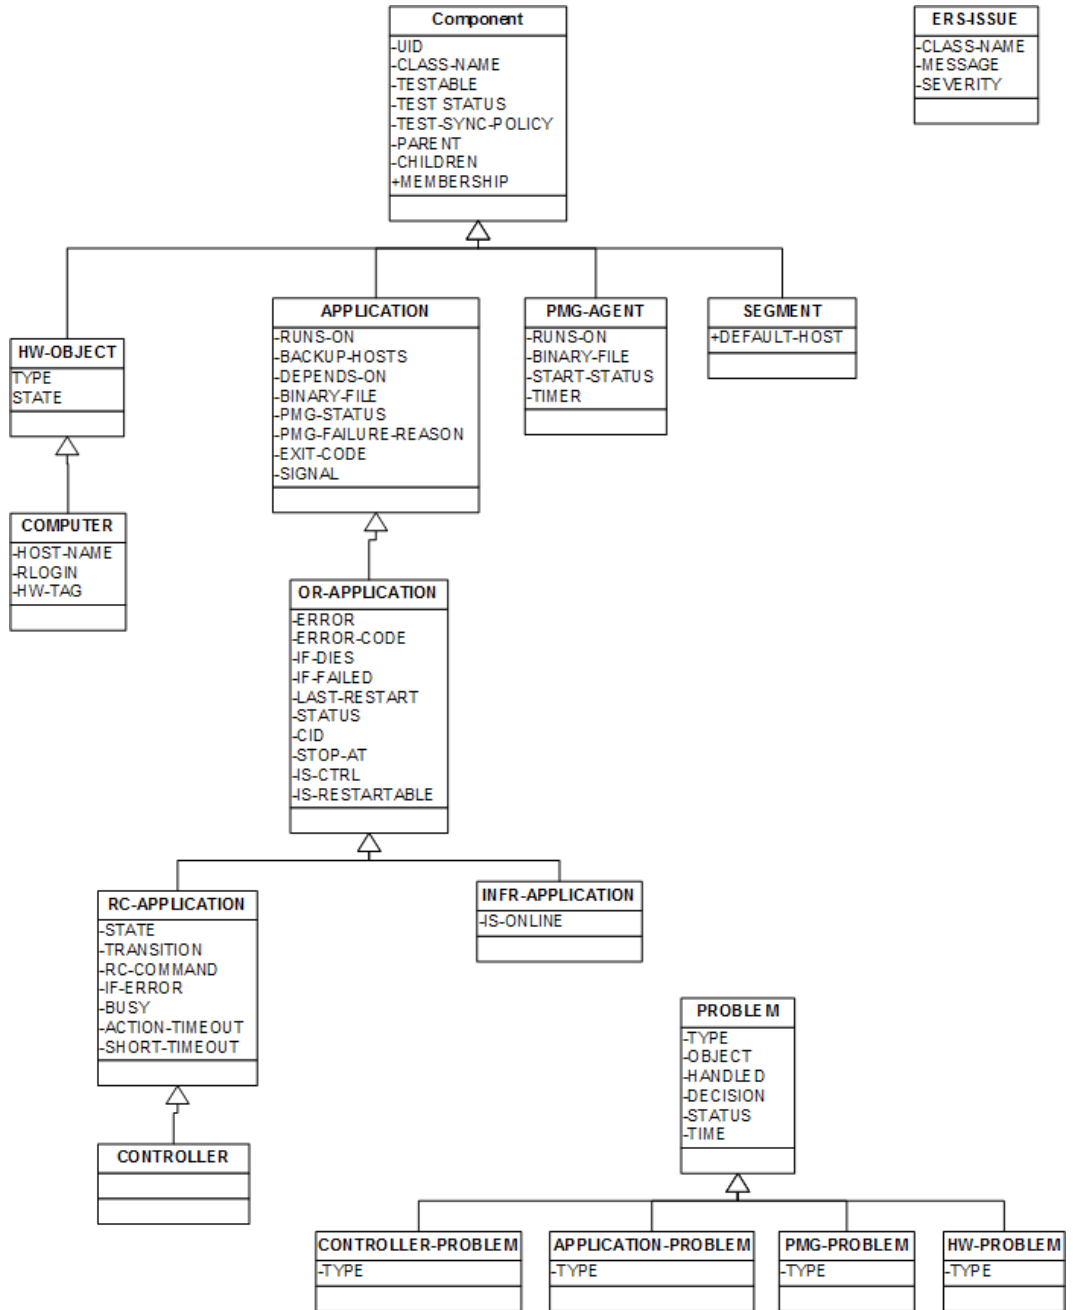 Component
-UID
-CLASS-NAME
-TESTABLE
-TEST STATUS
-TEST-SYNC-POLICY
-PARENT
-CHILDREN
+MEMBERSHIP
ERS-ISSUE
-CLASS-NAME
-MESSAGE
-SEVERITY
HW-OBJECT
TYPE
STATE
APPLICATION
-RUNS-ON
-BACKUP-HOSTS
-DEPENDS-ON
-BINARY-FILE
-PMG-STATUS
-PMG-FAILURE-REASON
-EXIT-CODE
-SIGNAL
PMG-AGENT
-RUNS-ON
-BINARY-FILE
-START-STATUS
-TIMER
SEGMENT
+DEFAULT-HOST
COMPUTER
-HOST-NAME
-RLOGIN
-HW-TAG
OR-APPLICATION
-ERROR
-ERROR-CODE
-IF-DIES
-IF-FAILED
-LAST-RESTART
-STATUS
-CID
-STOP-AT
-IS-CTRL
-IS-RESTARTABLE
RC-APPLICATION
-STATE
-TRANSITION
-RC-COMMAND
-IF-ERROR
-BUSY
-ACTION-TIMEOUT
-SHORT-TIMEOUT
INFR-APPLICATION
-IS-ONLINE
CONTROLLER
PROBLEM
-TYPE
-OBJECT
-HANDLED
-DECISION
-STATUS
-TIME
CONTROLLER-PROBLEM
-TYPE
APPLICATION-PROBLEM
-TYPE
PMG-PROBLEM
-TYPE
HW-PROBLEM
-TYPE